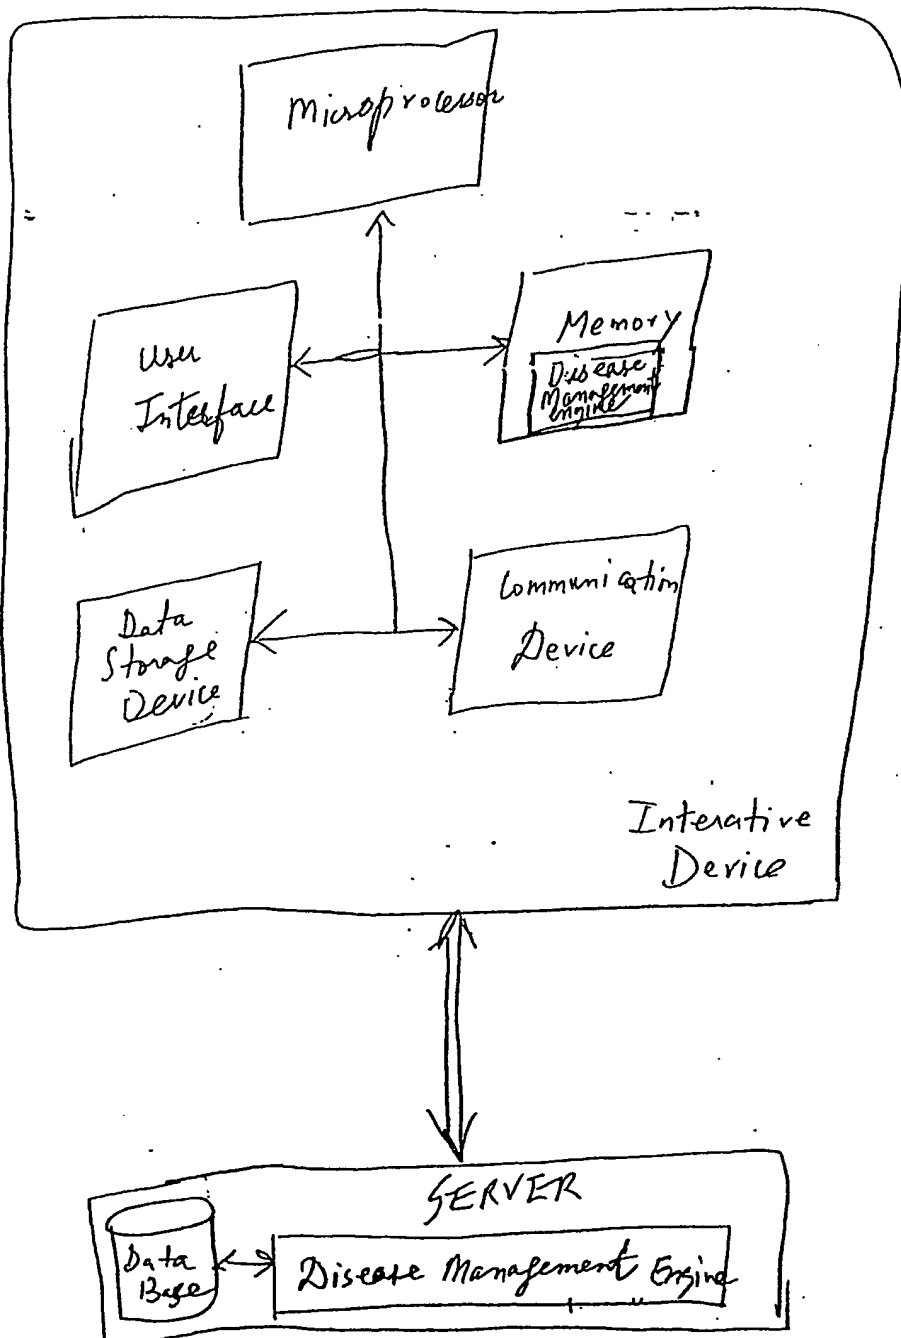 Microprocessor
User
Interface
Memory
Disease
Management
engine
Data
Storage
Device
Communication
Device
Interative
Device
SERVER
Data
Base
Disease Management Engine